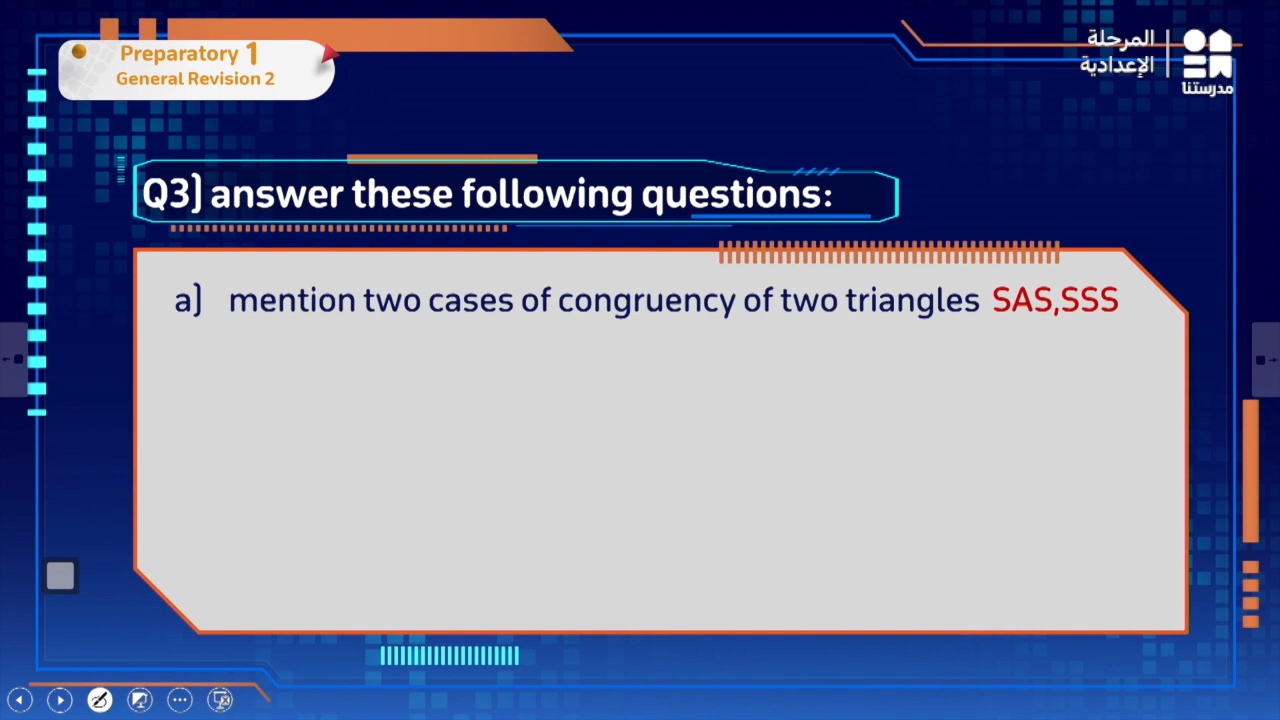 Preparatory 1
General Revision 2
المرحلة
الإعدادية
مدرستنا
Q3) answer these following questions:
a) mention two cases of congruency of two triangles SAS,SSS